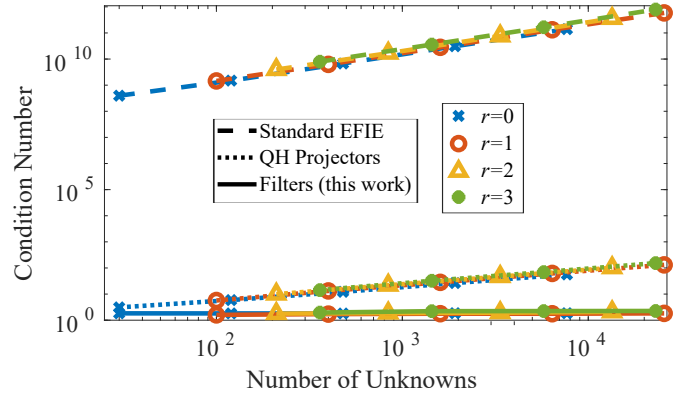 10^10
10^5
10^0
Condition Number
Standard EFIE
QH Projectors
Filters (this work)
r=0
r=1
r=2
r=3
10^2
10^3
10^4
Number of Unknowns